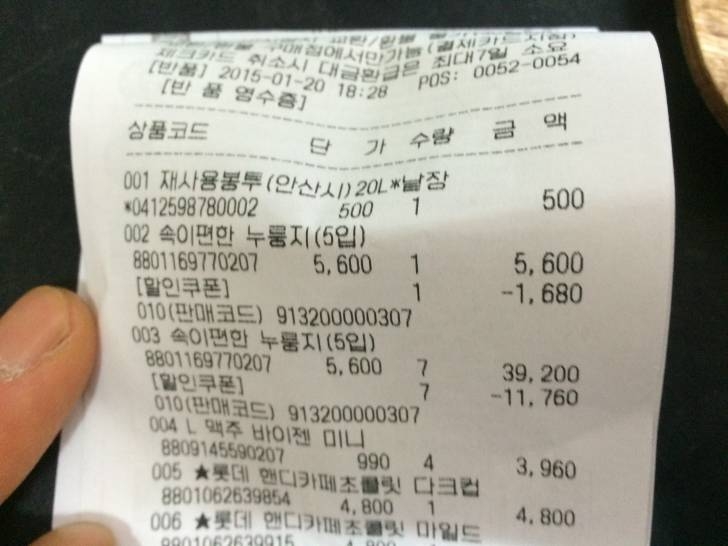 교환/환불
구매점에서만가능(결제카드지참)
체크카드 취소시 대금환급은 최대7일 소요
[반품] 2015-01-20 18:28 POS: 0052-0054
[반 품 영수증]
상품코드 단 가 수량 금 액
001 재사용봉투(안산시)20L*낱장
*0412598780002 500 1 500
002 속이편한 누룽지(5입)
8801169770207 5,600 1 5,600
[할인쿠폰] 1 -1,680
010(판매코드) 913200000307
003 속이편한 누룽지(5입)
8801169770207 5,600 7 39,200
[할인쿠폰] 7 -11,760
010(판매코드) 913200000307
004 L 맥주 바이젠 미니
8809145590207 990 4 3,960
005 ★롯데 핸디카페초콜릿 다크컵
8801062639854 4,800 1 4,800
006 ★롯데 핸디카페초콜릿 마일드